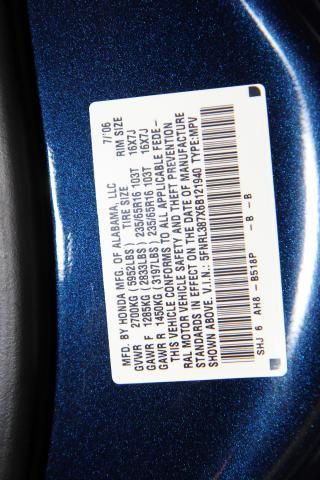 MFD. BY HONDA MFG. OF ALABAMA, LLC 7/'06
TIRE SIZE RIM SIZE
GVWR 2700KG (5952LBS)
GAWR F 1285KG (2833LBS) 235/65R16 103T 16X7J
GAWR R 1450KG (3197LBS) 235/65R16 103T 16X7J
THIS VEHICLE CONFORMS TO ALL APPLICABLE FEDE-
RAL MOTOR VEHICLE SAFETY AND THEFT PREVENTION
STANDARDS IN EFFECT ON THE DATE OF MANUFACTURE
SHOWN ABOVE. V.I.N.: 5FNRL387X6B121940 TYPE:MPV
SHJ 6 AH8 - B518P - B - B